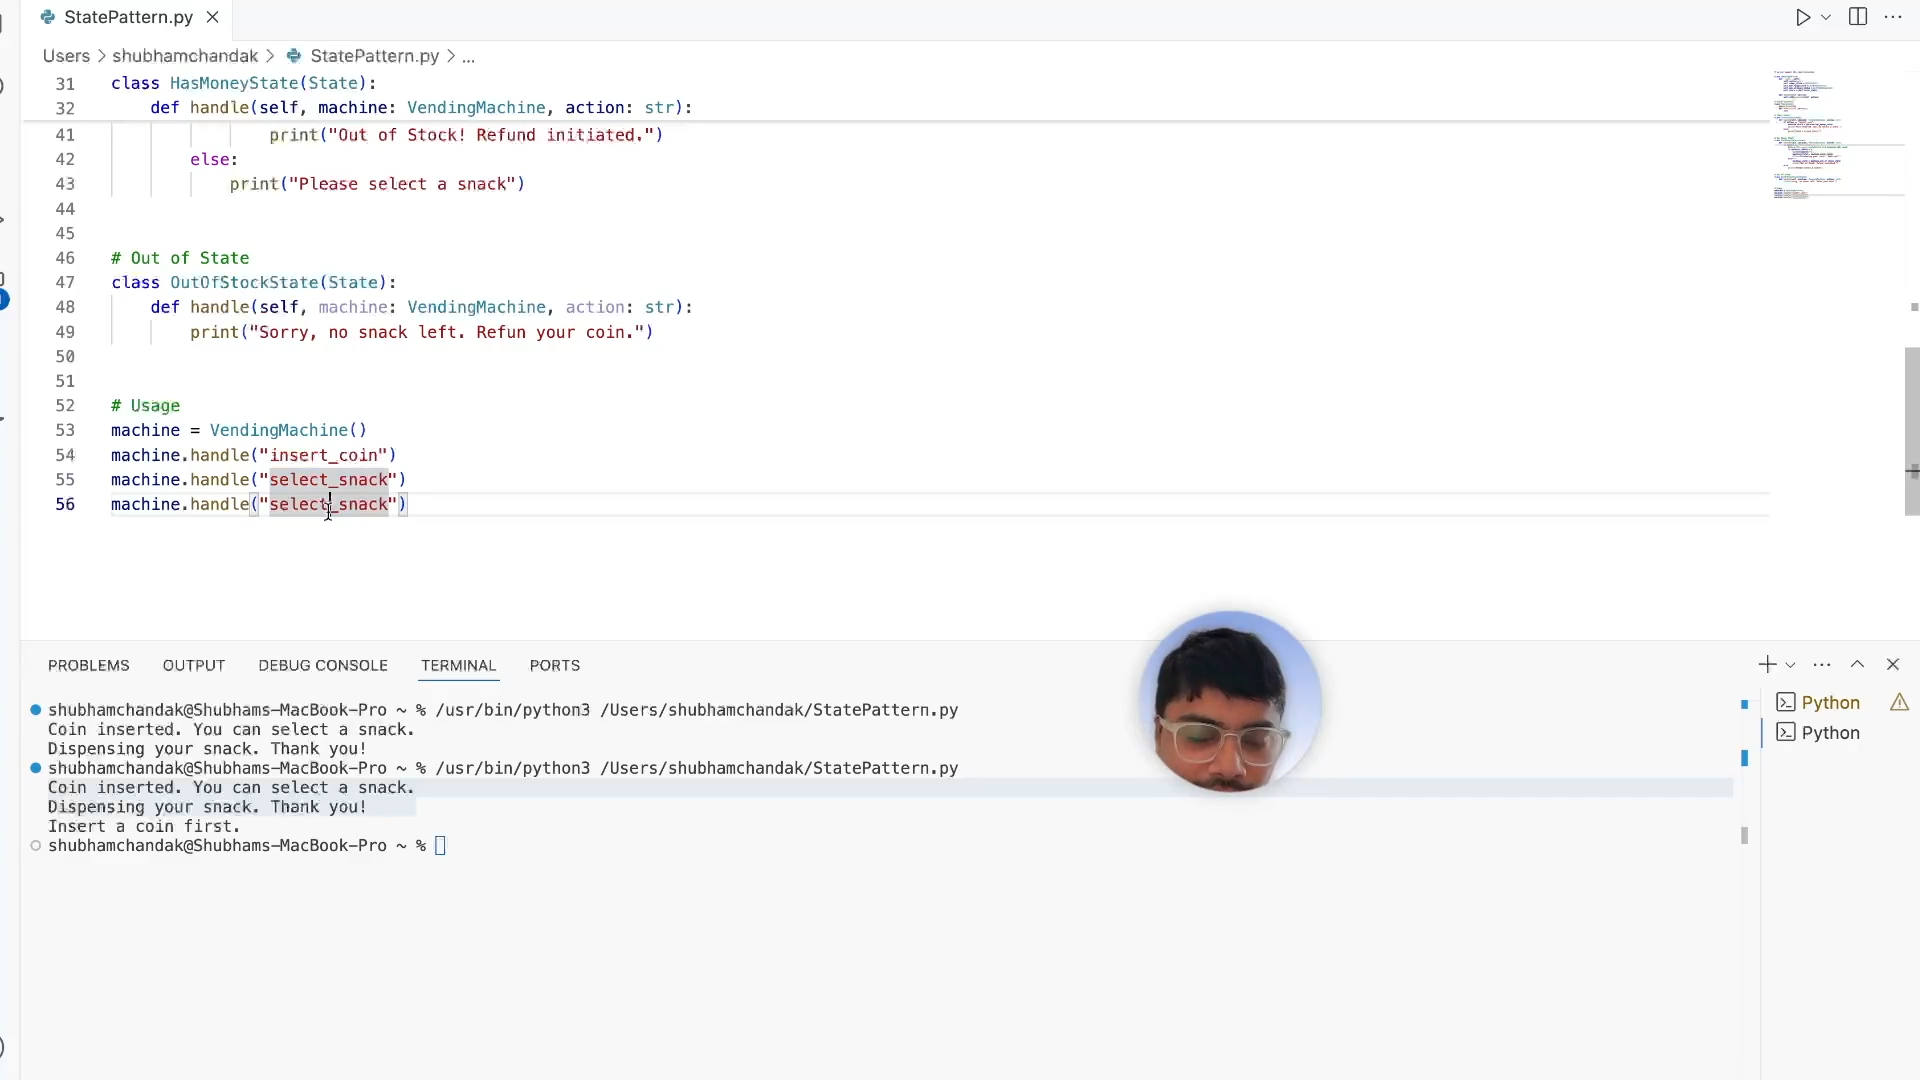 StatePattern.py
Users > shubhamchandak > StatePattern.py > ...
31 class HasMoneyState(State):
32 def handle(self, machine: VendingMachine, action: str):
41 print("Out of Stock! Refund initiated.")
42 else:
43 print("Please select a snack")
44
45
46 # Out of State
47 class OutOfStockState(State):
48 def handle(self, machine: VendingMachine, action: str):
49 print("Sorry, no snack left. Refun your coin.")
50
51
52 # Usage
53 machine = VendingMachine()
54 machine.handle("insert_coin")
55 machine.handle("select_snack")
56 machine.handle("select_snack")
PROBLEMS OUTPUT DEBUG CONSOLE TERMINAL PORTS
shubhamchandak@Shubhams-MacBook-Pro ~ % /usr/bin/python3 /Users/shubhamchandak/StatePattern.py
Coin inserted. You can select a snack.
Dispensing your snack. Thank you!
shubhamchandak@Shubhams-MacBook-Pro ~ % /usr/bin/python3 /Users/shubhamchandak/StatePattern.py
Coin inserted. You can select a snack.
Dispensing your snack. Thank you!
Insert a coin first.
shubhamchandak@Shubhams-MacBook-Pro ~ %
Python
Python